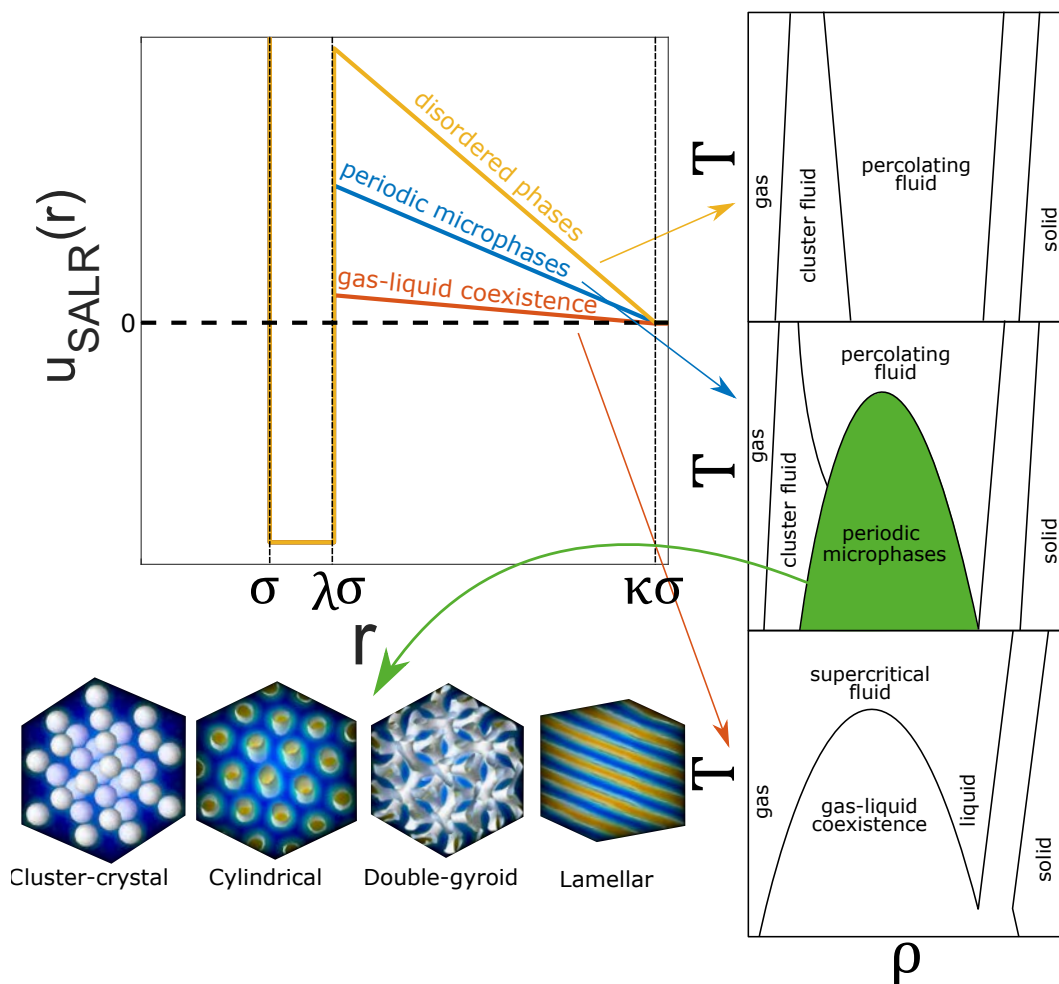 u_SALR(r)
0
disordered phases
periodic microphases
gas-liquid coexistence
σ
λσ
κσ
r
T
gas
cluster fluid
percolating
fluid
solid
T
gas
cluster fluid
percolating
fluid
periodic
microphases
solid
T
gas
supercritical
fluid
gas-liquid
coexistence
liquid
solid
ρ
Cluster-crystal
Cylindrical
Double-gyroid
Lamellar